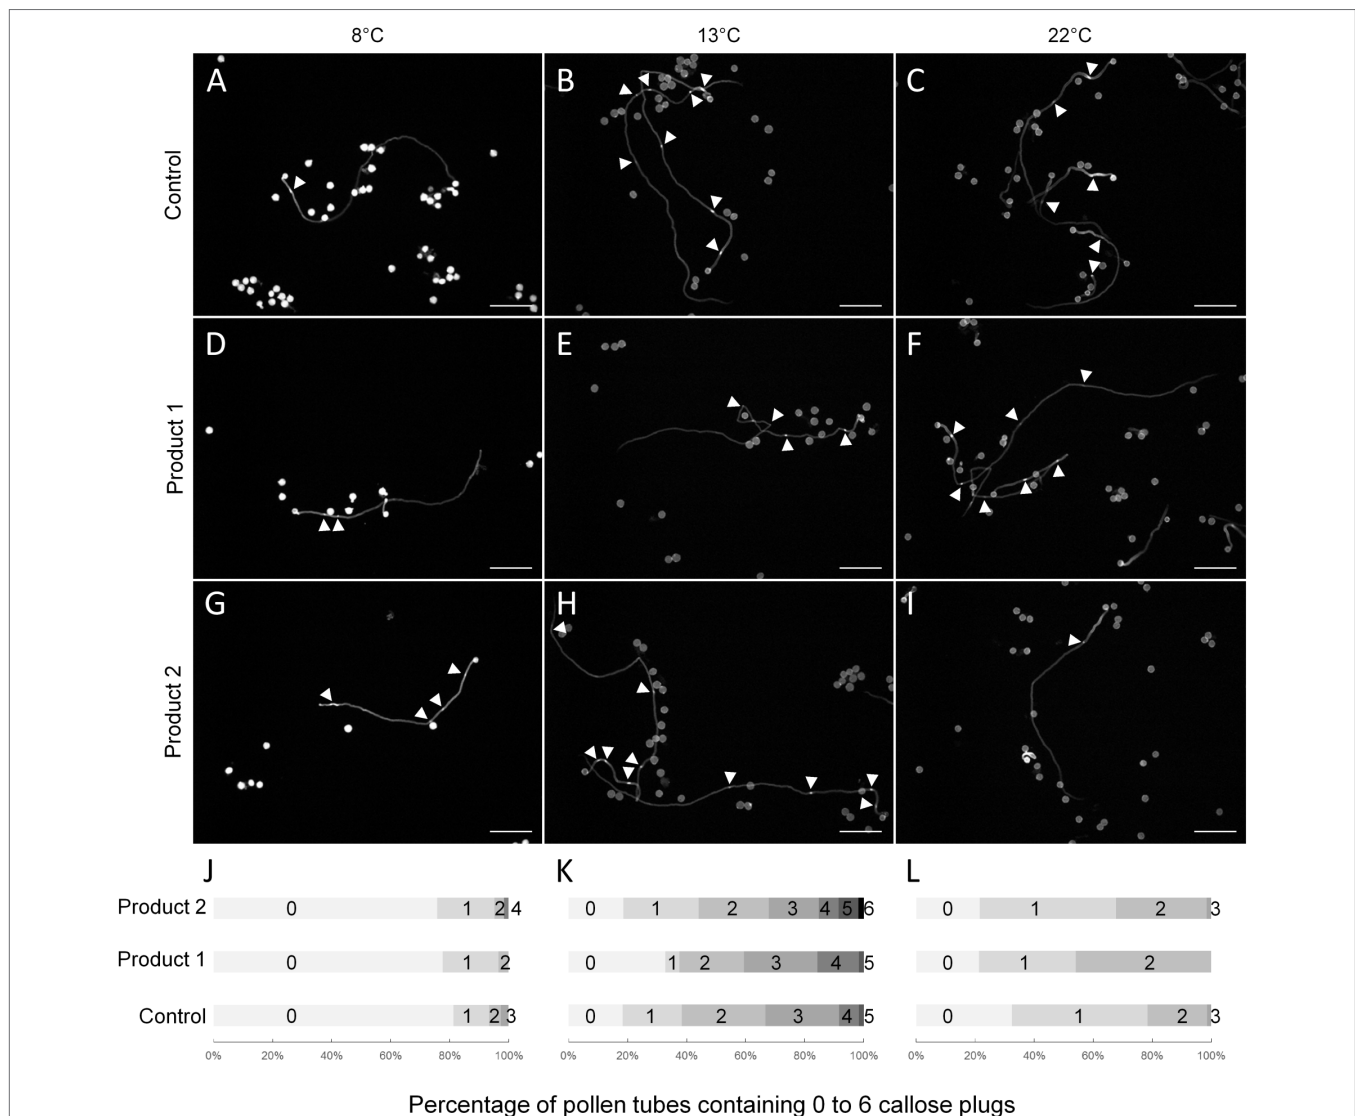 8°C 13°C 22°C
Control
A B C
Product 1
D E F
Product 2
G H I
J K L
Product 2 0 1 2 4 0 1 2 3 4 5 6 0 1 2 3
Product 1 0 1 2 0 1 2 3 4 5 0 1 2
Control 0 1 2 3 0 1 2 3 4 5 0 1 2 3
0% 20% 40% 60% 80% 100% 0% 20% 40% 60% 80% 100% 0% 20% 40% 60% 80% 100%
Percentage of pollen tubes containing 0 to 6 callose plugs